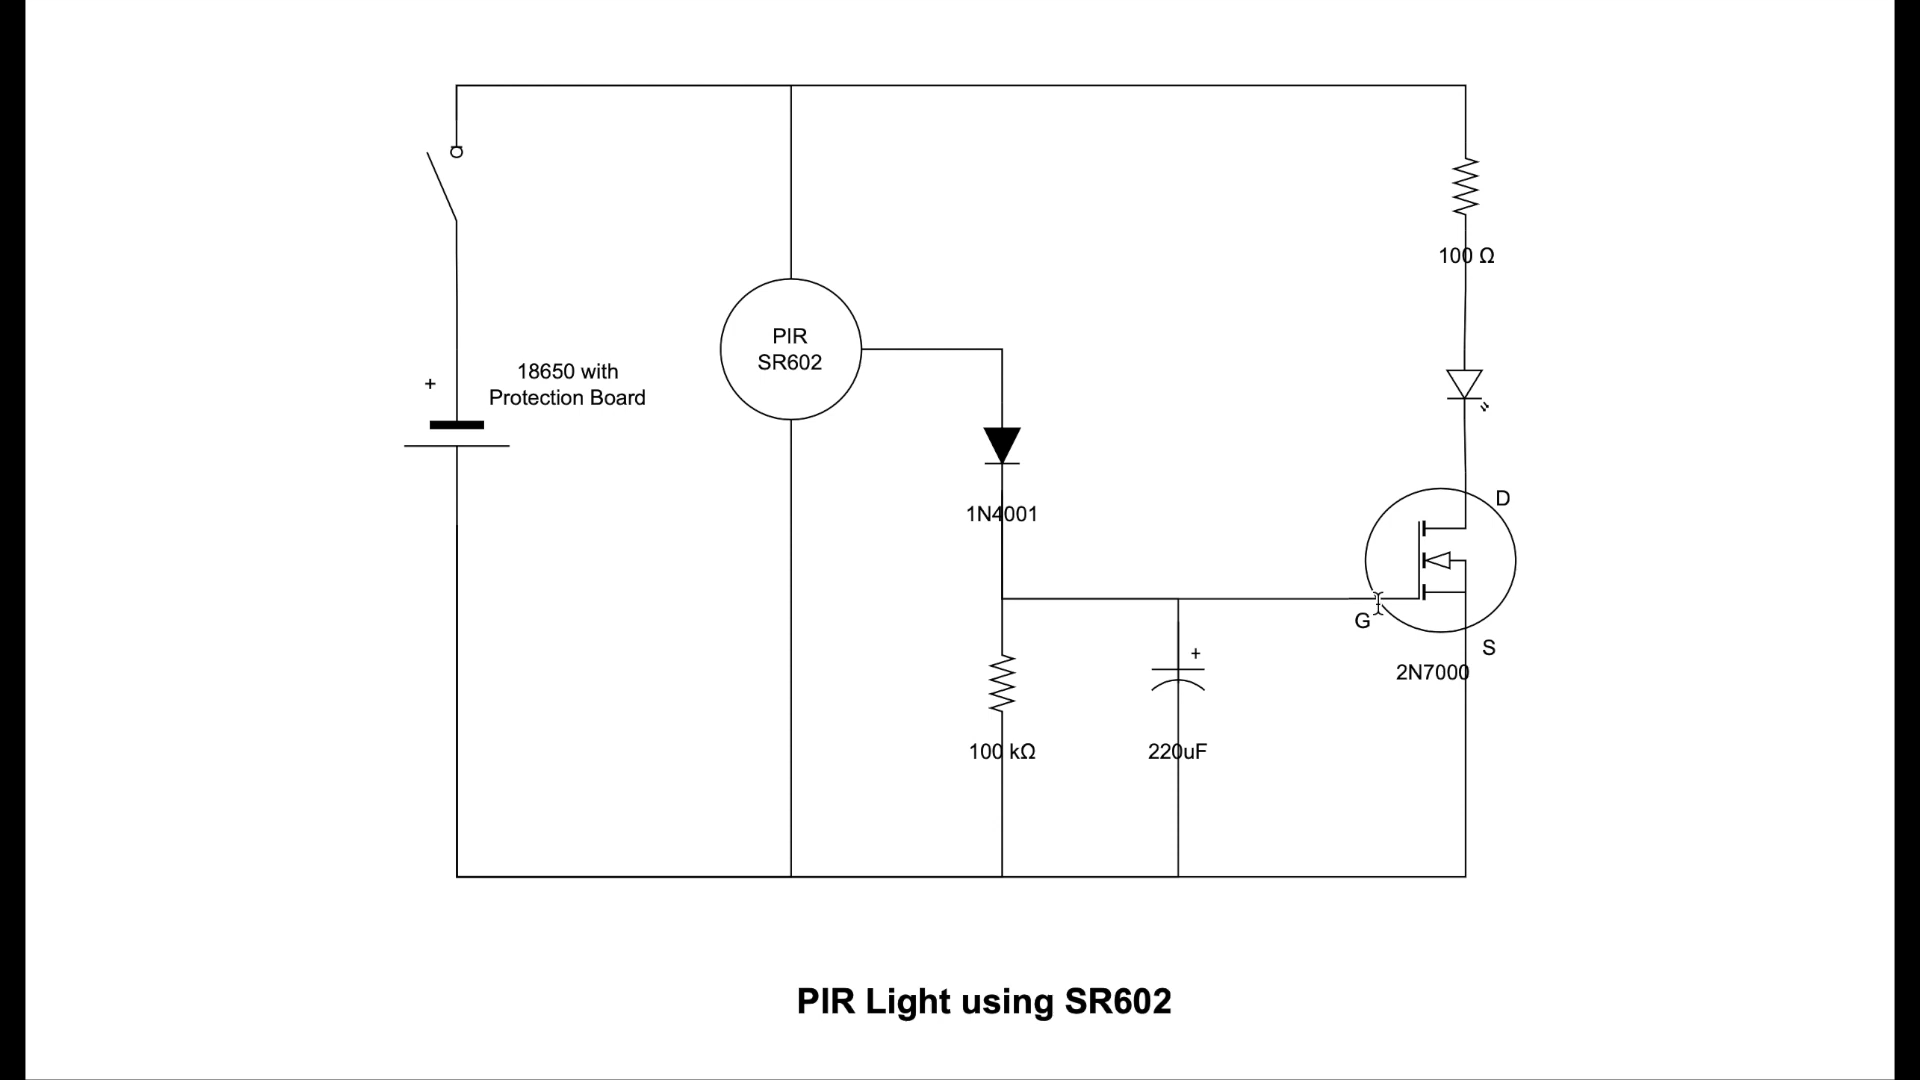 100 Ω
PIR
SR602
18650 with
Protection Board
+
D
1N4001
G
S
+
2N7000
100 kΩ
220uF
PIR Light using SR602